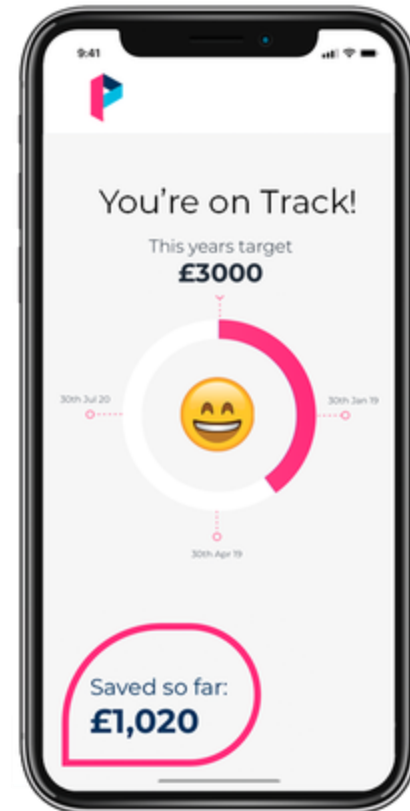 9:41
You're on Track!
This years target
£3000
30th Jul 20
30th Jan 19
30th Apr 19
Saved so far:
£1,020